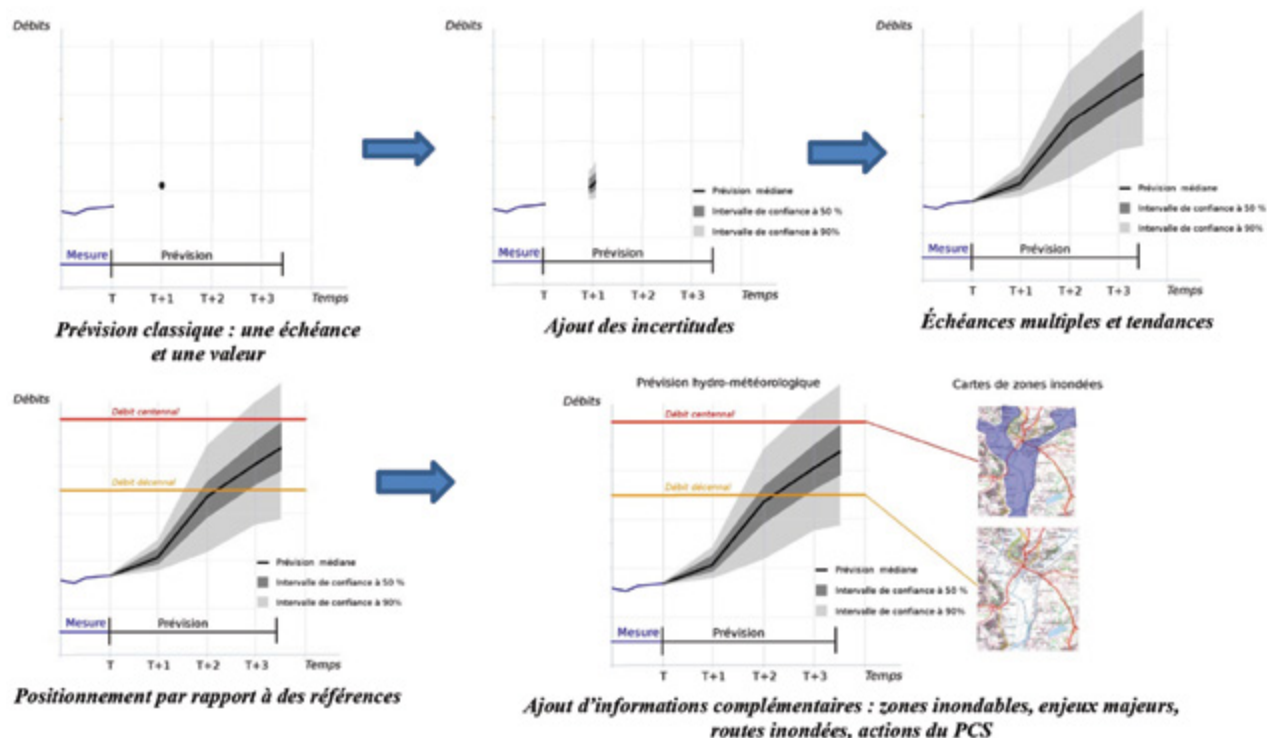 Débits
Mesure
Prévision
T
T+1
T+2
T+3
Temps
Prévision classique : une échéance
et une valeur
Débits
Prévision médiane
Intervalle de confiance à 50 %
Intervalle de confiance à 90%
Mesure
Prévision
T
T+1
T+2
T+3
Temps
Ajout des incertitudes
Débits
Prévision médiane
Intervalle de confiance à 50 %
Intervalle de confiance à 90%
Mesure
Prévision
T
T+1
T+2
T+3
Temps
Échéances multiples et tendances
Débits
Débit centennal
Débit décennal
Prévision médiane
Intervalle de confiance à 50 %
Intervalle de confiance à 90%
Mesure
Prévision
T
T+1
T+2
T+3
Temps
Positionnement par rapport à des références
Prévision hydro-météorologique
Cartes de zones inondées
Débits
Débit centennal
Débit décennal
Prévision médiane
Intervalle de confiance à 50 %
Intervalle de confiance à 90%
Mesure
Prévision
T
T+1
T+2
T+3
Temps
Ajout d'informations complémentaires : zones inondables, enjeux majeurs,
routes inondées, actions du PCS